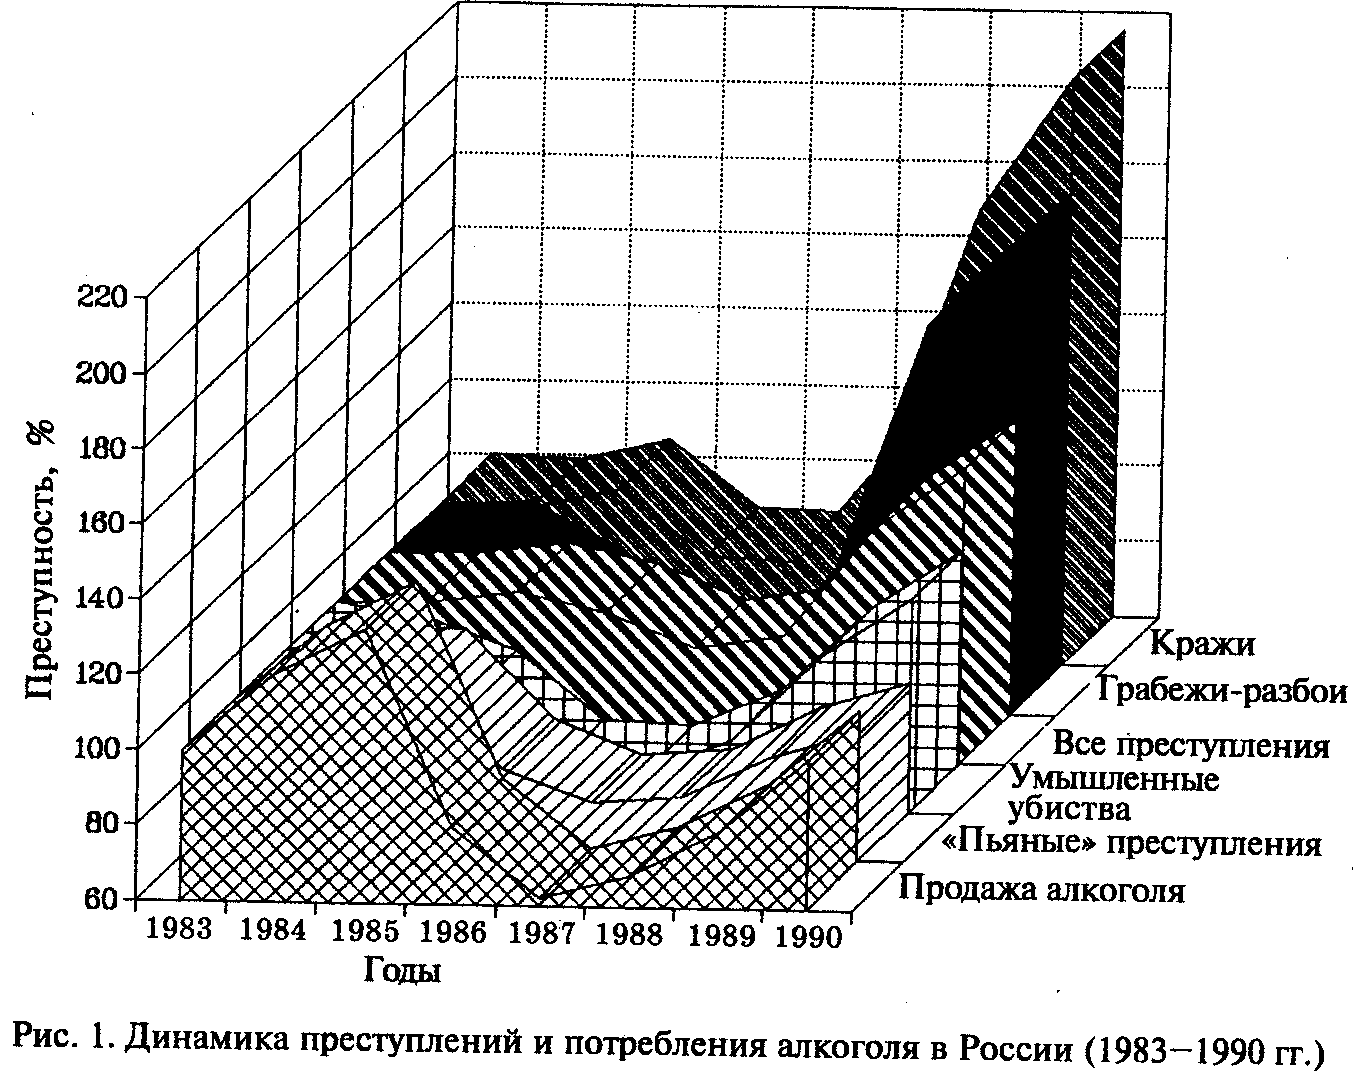 220
200
180
160
140
120
100
80
60
Преступность, %
1983 1984 1985 1986 1987 1988 1989 1990
Годы
Кражи
Грабежи-разбои
Все преступления
Умышленные
убиства
«Пьяные» преступления
Продажа алкоголя
Рис. 1. Динамика преступлений и потребления алкоголя в России (1983—1990 гг.)